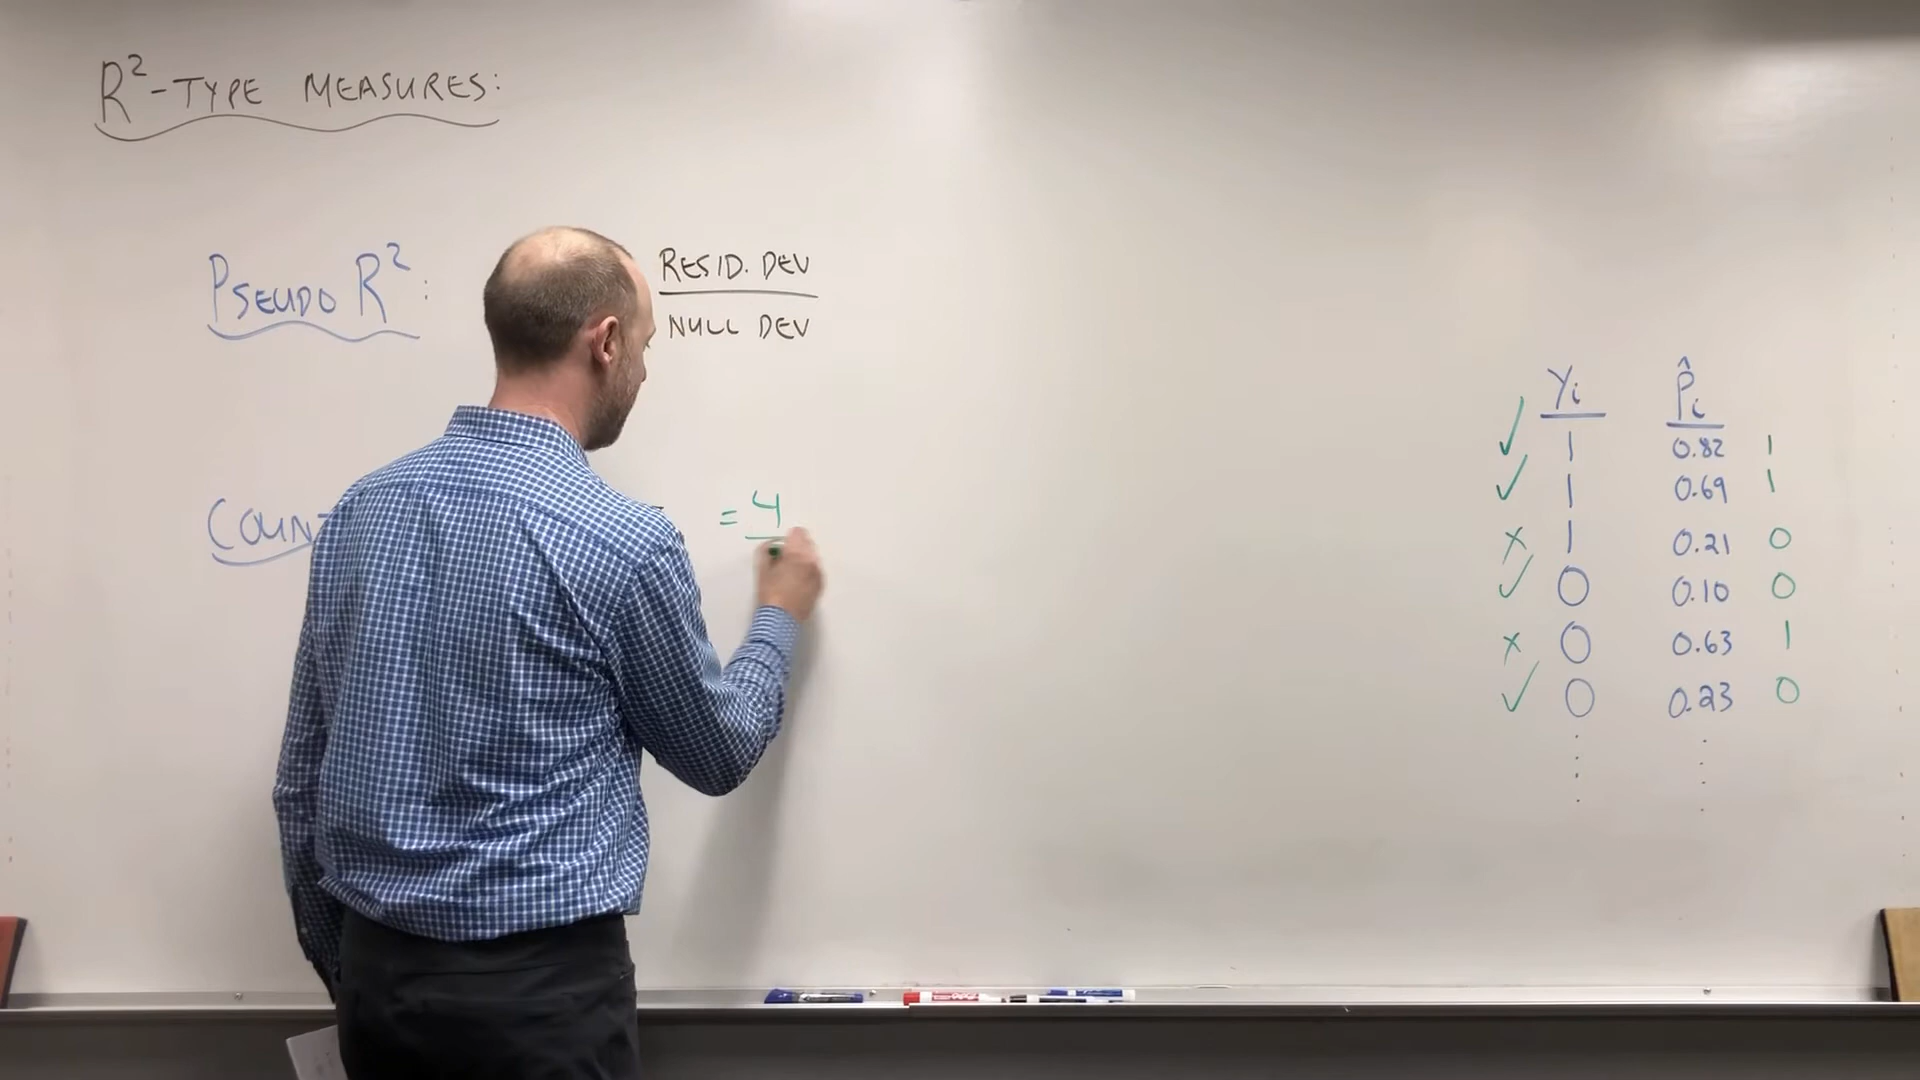 R²-TYPE MEASURES:
PSEUDO R²:
RESID. DEV
NULL DEV
COUNT
= 4
yᵢ p̂ᵢ
✓ 1 0.82 1
✓ 1 0.69 1
x 1 0.21 0
✓ 0 0.10 0
x 0 0.63 1
✓ 0 0.23 0